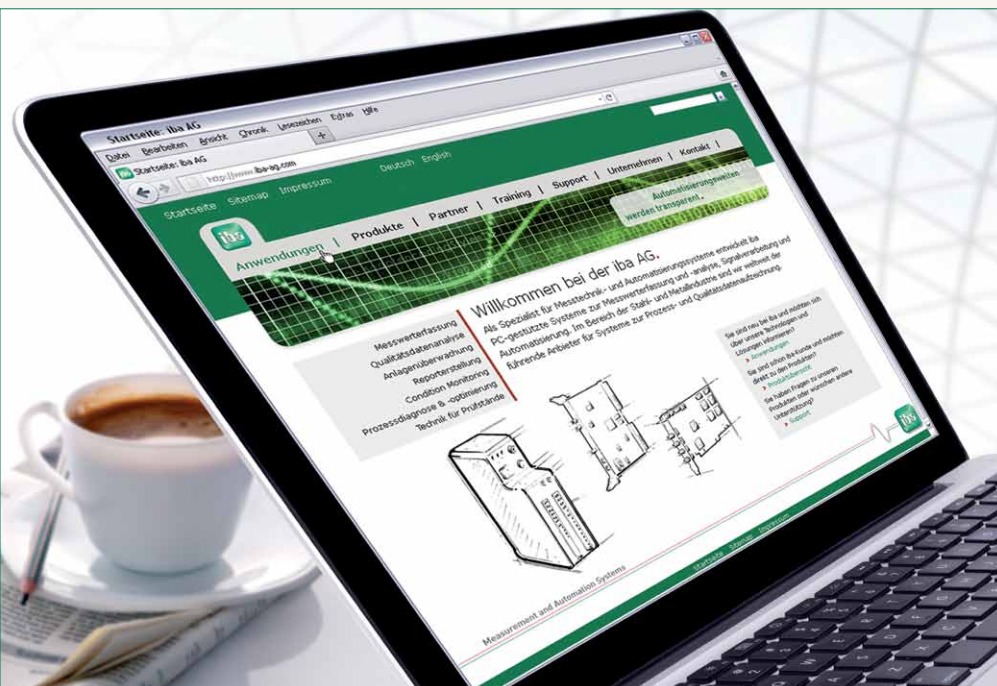 Startseite: iba AG
Datei Bearbeiten Ansicht Chronik Lesezeichen Extras Hilfe
Startseite: iba AG
http://www.iba-ag.com
Startseite Sitemap Impressum Deutsch English
iba
Anwendungen | Produkte | Partner | Training | Support | Unternehmen | Kontakt |
Automatisierungswelten
werden transparent.
Messwerterfassung
Qualitätsdatenanalyse
Anlagenüberwachung
Reporterstellung
Condition Monitoring
Prozessdiagnose & -optimierung
Technik für Prüfstände
Willkommen bei der iba AG.
Als Spezialist für Messtechnik- und Automatisierungssysteme entwickelt iba
PC-gestützte Systeme zur Messwerterfassung und -analyse, Signalverarbeitung und
Automatisierung. Im Bereich der Stahl- und Metallindustrie sind wir weltweit der
führende Anbieter für Systeme zur Prozess- und Qualitätsdatenaufzeichnung.
Sie sind neu bei iba und möchten sich
über unsere Technologien und
Lösungen informieren?
Anwendungen
Sie sind schon iba-Kunde und möchten
direkt zu den Produkten?
Produktübersicht
Sie haben Fragen zu unseren
Produkten oder wünschen andere
Unterstützung?
Support
iba
Measurement and Automation Systems
Startseite Sitemap Impressum